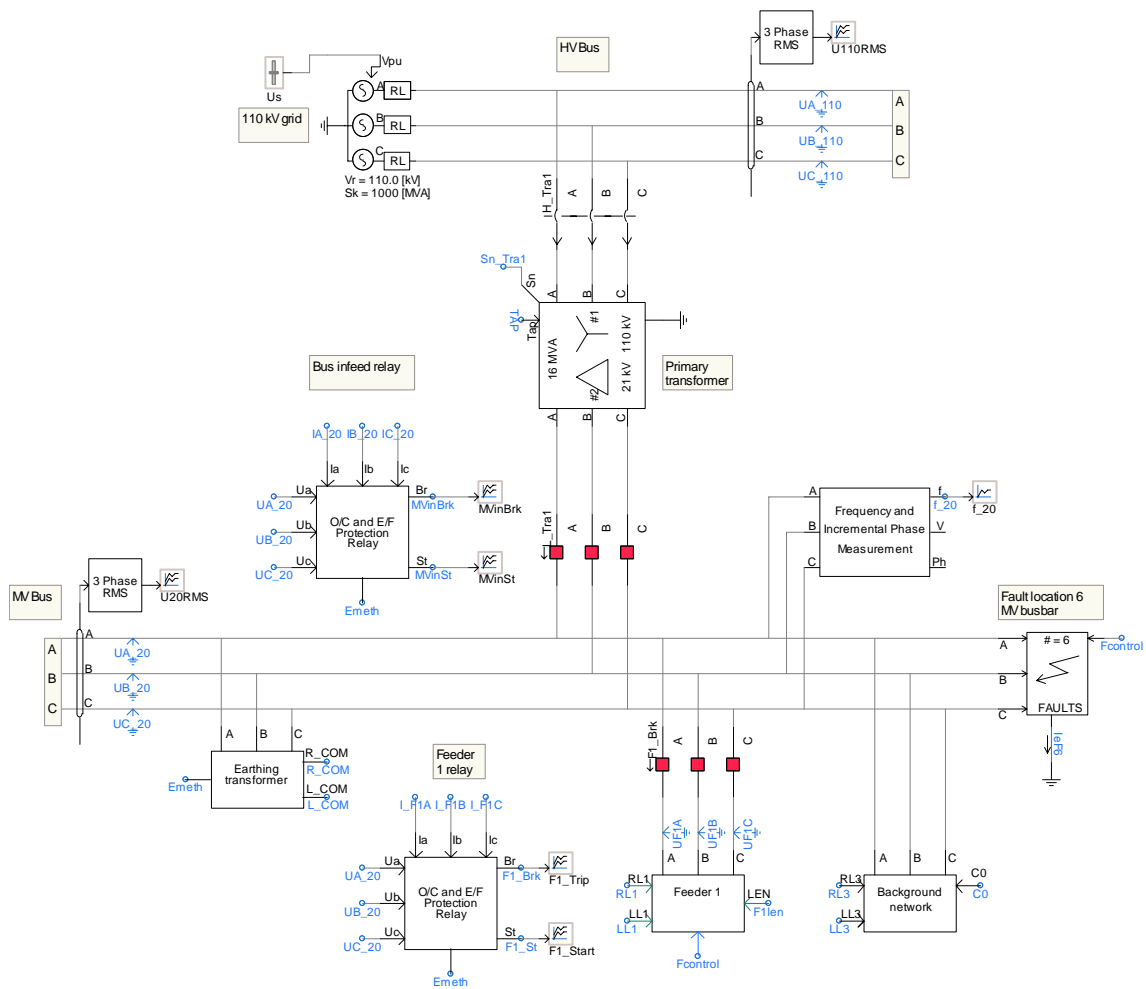 3 Phase
RMS
U110RMS
HV Bus
Vpu
Us
110 kV grid
A
RL
B
RL
C
RL
Vr = 110.0 [kV]
Sk = 1000 [MVA]
A
B
C
UA_110
UB_110
UC_110
A
B
C
IH_Tra1
A
B
C
Sn_Tra1
Sn
TAP
Tap
A
B
C
#1
16 MVA
21 kV 110 kV
#2
A
B
C
Primary
transformer
Bus infeed relay
IA_20
IB_20
IC_20
Ia
Ib
Ic
UA_20
Ua
UB_20
Ub
UC_20
Uc
O/C and E/F
Protection
Relay
Br
MVinBrk
MVinBrk
St
MVinSt
MVinSt
Emeth
A
B
C
A
B
C
Frequency and
Incremental Phase
Measurement
f
f_20
f_20
V
Ph
MV Bus
3 Phase
RMS
U20RMS
A
B
C
A
B
C
UA_20
UB_20
UC_20
Fault location 6
MV busbar
A
B
C
# = 6
FAULTS
Fcontrol
IeF6
A
B
C
Earthing
transformer
Emeth
R_COM
R_COM
L_COM
L_COM
Feeder
1 relay
I_F1A
I_F1B
I_F1C
Ia
Ib
Ic
UA_20
Ua
UB_20
Ub
UC_20
Uc
O/C and E/F
Protection
Relay
Br
F1_Brk
F1_Trip
St
F1_St
F1_Start
Emeth
F1_Brk
A
B
C
UF1A
UF1B
UF1C
A
B
C
RL1
RL1
LL1
LL1
Feeder 1
LEN
F1len
Fcontrol
A
B
C
RL3
RL3
LL3
LL3
Background
network
C0
C0